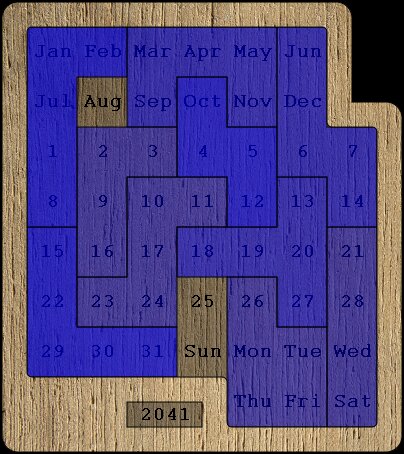 Jan Feb Mar Apr May Jun
Jul Aug Sep Oct Nov Dec
1 2 3 4 5 6 7
8 9 10 11 12 13 14
15 16 17 18 19 20 21
22 23 24 25 26 27 28
29 30 31 Sun Mon Tue Wed
Thu Fri Sat
2041